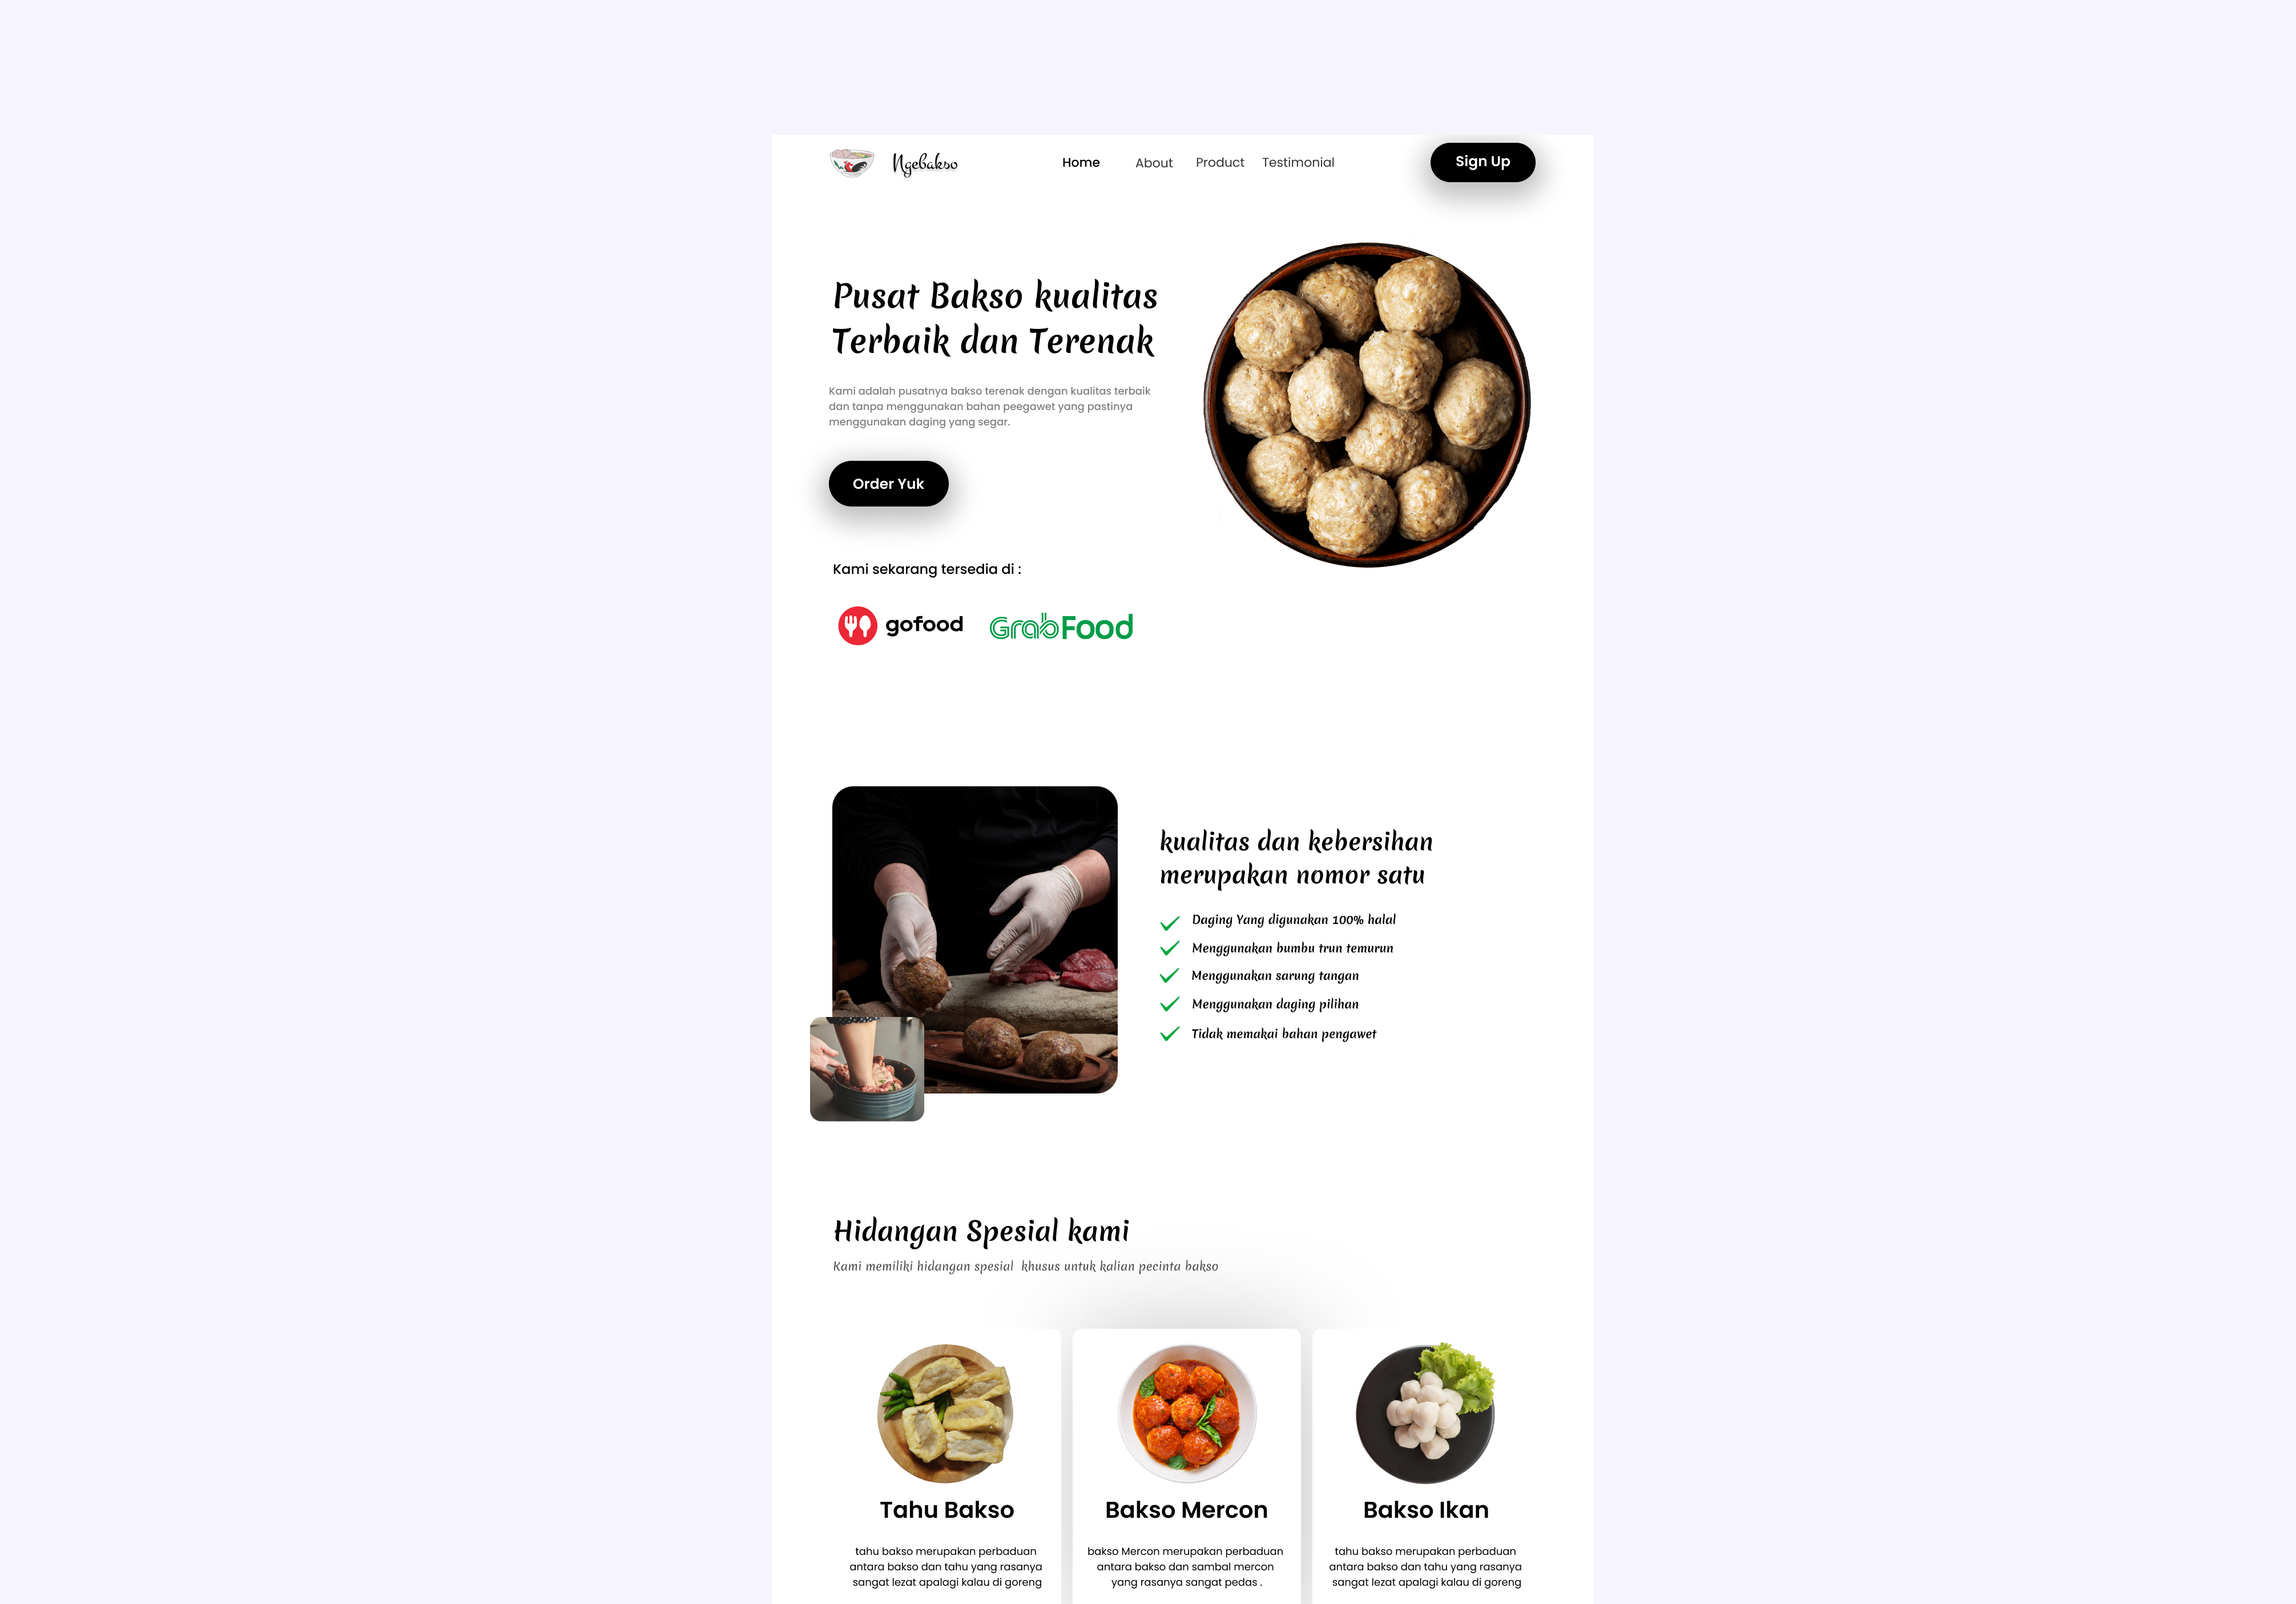 Ngebakso
Home
About
Product
Testimonial
Sign Up
Pusat Bakso kualitas
Terbaik dan Terenak
Kami adalah pusatnya bakso terenak dengan kualitas terbaik
dan tanpa menggunakan bahan peegawet yang pastinya
menggunakan daging yang segar.
Order Yuk
Kami sekarang tersedia di :
gofood
GrabFood
kualitas dan kebersihan
merupakan nomor satu
Daging Yang digunakan 100% halal
Menggunakan bumbu trun temurun
Menggunakan sarung tangan
Menggunakan daging pilihan
Tidak memakai bahan pengawet
Hidangan Spesial kami
Kami memiliki hidangan spesial  khusus untuk kalian pecinta bakso
Tahu Bakso
tahu bakso merupakan perbaduan
antara bakso dan tahu yang rasanya
sangat lezat apalagi kalau di goreng
Bakso Mercon
bakso Mercon merupakan perbaduan
antara bakso dan sambal mercon
yang rasanya sangat pedas .
Bakso Ikan
tahu bakso merupakan perbaduan
antara bakso dan tahu yang rasanya
sangat lezat apalagi kalau di goreng